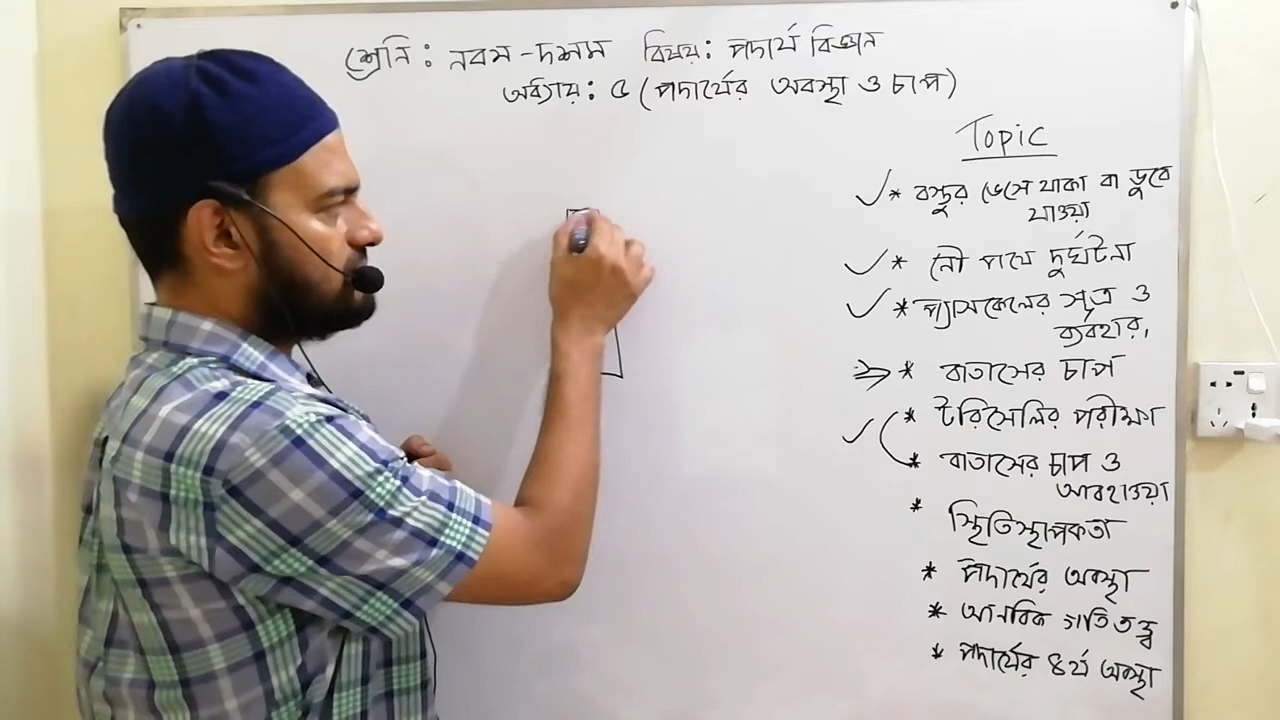 শ্রেনি : নবম - দশম বিষয় : পদার্থ বিজ্ঞান
অধ্যায় : ৫ (পদার্থের অবস্থা ও চাপ)
Topic
* বস্তুর ভেসে থাকা বা ডুবে
যাওয়া
* নৌ পথে দুর্ঘটনা
* প্যাসকেলের সূত্র ও
ব্যবহার,
* বাতাসের চাপ
* টরিসেলির পরীক্ষা
* বাতাসের চাপ ও
আবহাওয়া
* স্থিতিস্থাপকতা
* পদার্থের অবস্থা
* আনবিক গতিতত্ত্ব
* পদার্থের ৪র্থ অবস্থা